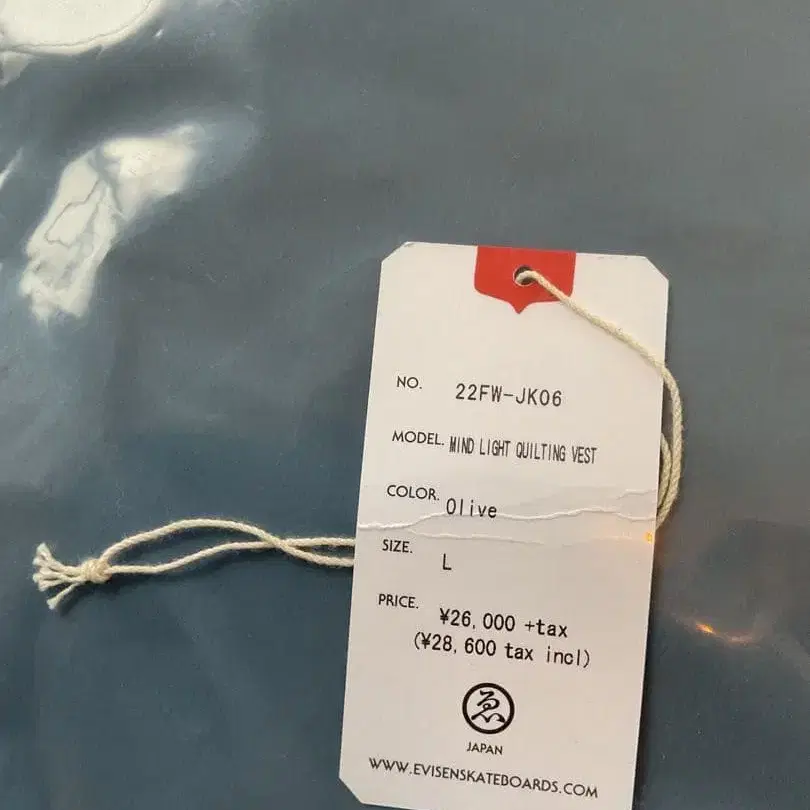 NO. 22FW-JK06
MODEL. MIND LIGHT QUILTING VEST
COLOR. Olive
SIZE. L
PRICE. ¥26,000 +tax
(¥28,600 tax incl)
ゑ
JAPAN
WWW.EVISENSKATEBOARDS.COM